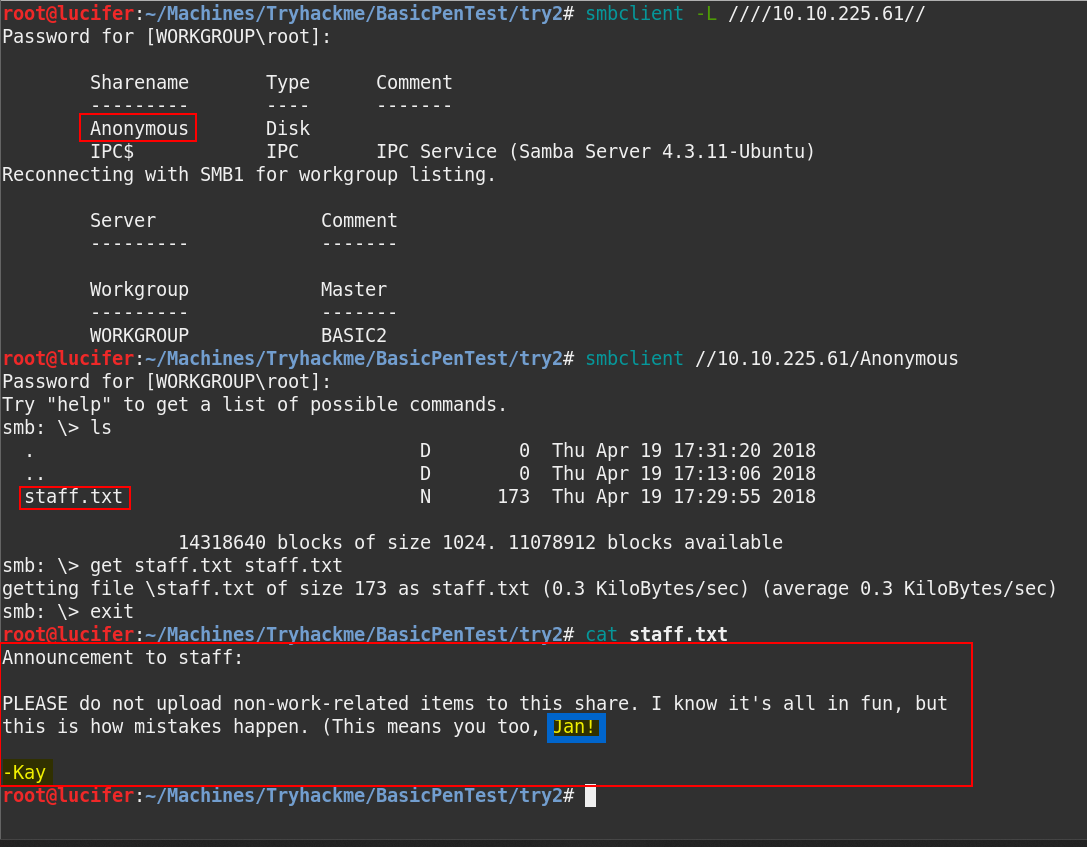 root@lucifer:~/Machines/Tryhackme/BasicPenTest/try2# smbclient -L ////10.10.225.61//
Password for [WORKGROUP\root]:
Sharename Type Comment
--------- ---- -------
Anonymous Disk
IPC$ IPC IPC Service (Samba Server 4.3.11-Ubuntu)
Reconnecting with SMB1 for workgroup listing.
Server Comment
--------- -------
Workgroup Master
--------- -------
WORKGROUP BASIC2
root@lucifer:~/Machines/Tryhackme/BasicPenTest/try2# smbclient //10.10.225.61/Anonymous
Password for [WORKGROUP\root]:
Try "help" to get a list of possible commands.
smb: \> ls
. D 0 Thu Apr 19 17:31:20 2018
.. D 0 Thu Apr 19 17:13:06 2018
staff.txt N 173 Thu Apr 19 17:29:55 2018
14318640 blocks of size 1024. 11078912 blocks available
smb: \> get staff.txt staff.txt
getting file \staff.txt of size 173 as staff.txt (0.3 KiloBytes/sec) (average 0.3 KiloBytes/sec)
smb: \> exit
root@lucifer:~/Machines/Tryhackme/BasicPenTest/try2# cat staff.txt
Announcement to staff:
PLEASE do not upload non-work-related items to this share. I know it's all in fun, but
this is how mistakes happen. (This means you too, Jan!
-Kay
root@lucifer:~/Machines/Tryhackme/BasicPenTest/try2#